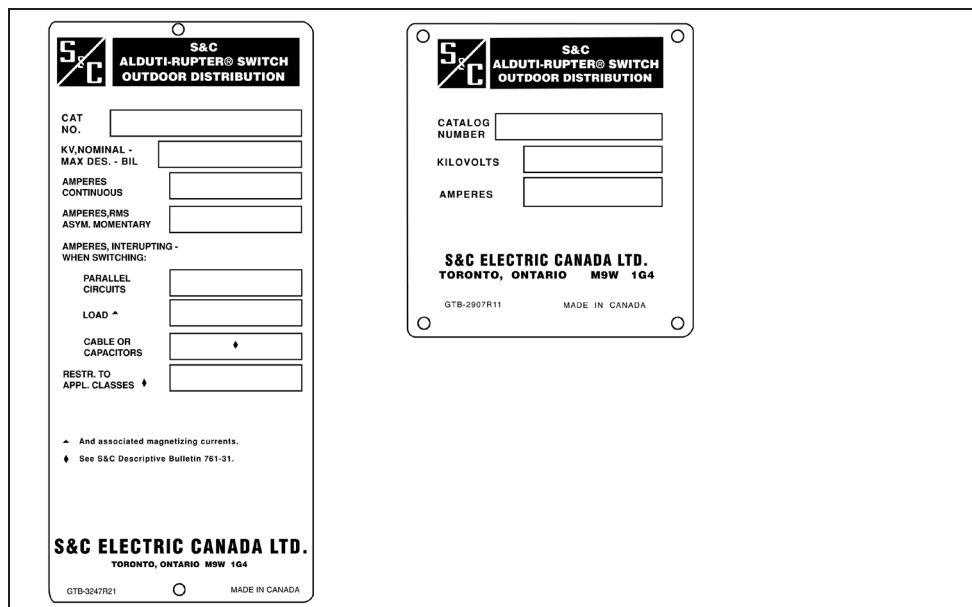 S&C
S&C
ALDUTI-RUPTER® SWITCH
OUTDOOR DISTRIBUTION
CAT
NO.
KV,NOMINAL -
MAX DES. - BIL
AMPERES
CONTINUOUS
AMPERES,RMS
ASYM. MOMENTARY
AMPERES, INTERUPTING -
WHEN SWITCHING:
PARALLEL
CIRCUITS
LOAD
CABLE OR
CAPACITORS
♦
RESTR. TO
APPL. CLASSES ♦
And associated magnetizing currents.
♦ See S&C Descriptive Bulletin 761-31.
S&C ELECTRIC CANADA LTD.
TORONTO, ONTARIO M9W 1G4
GTB-3247R21 MADE IN CANADA
S&C
S&C
ALDUTI-RUPTER® SWITCH
OUTDOOR DISTRIBUTION
CATALOG
NUMBER
KILOVOLTS
AMPERES
S&C ELECTRIC CANADA LTD.
TORONTO, ONTARIO M9W 1G4
GTB-2907R11 MADE IN CANADA